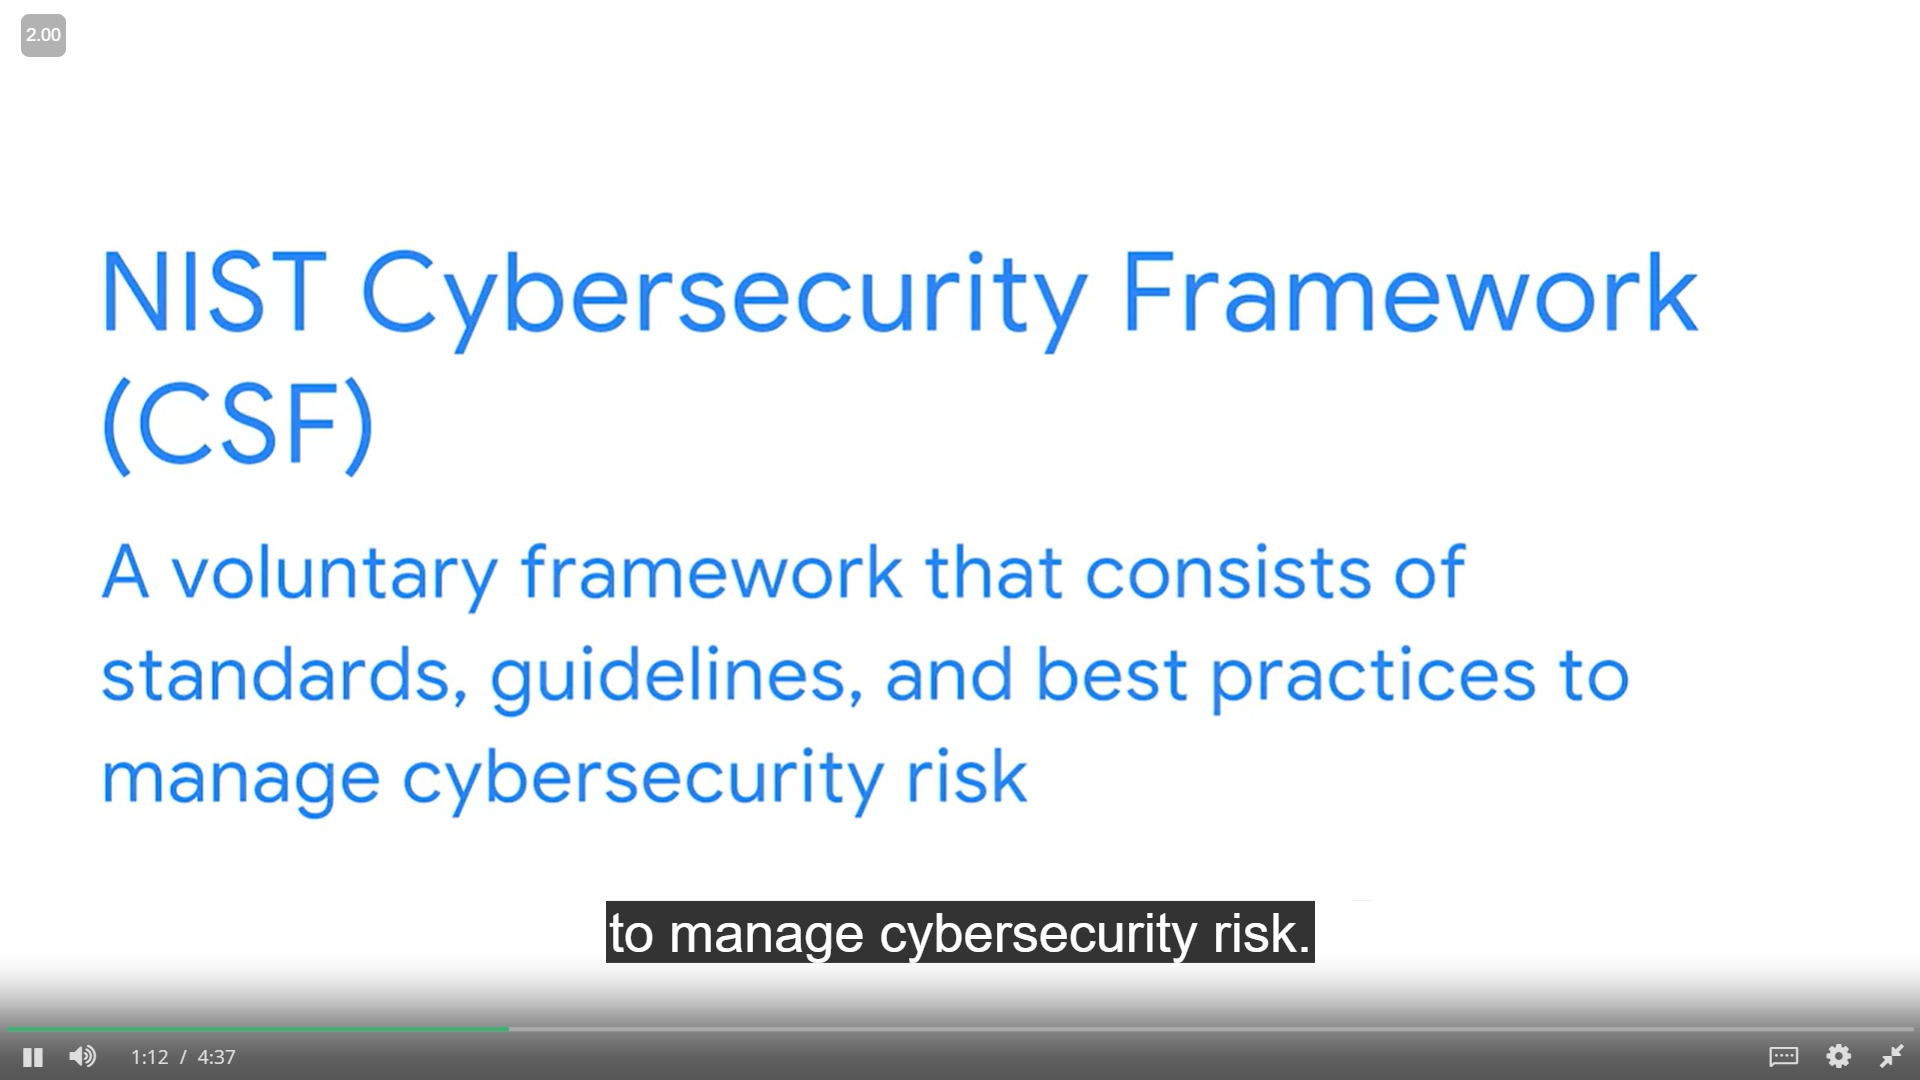 2.00
NIST Cybersecurity Framework
(CSF)
A voluntary framework that consists of
standards, guidelines, and best practices to
manage cybersecurity risk
to manage cybersecurity risk.
1:12 / 4:37